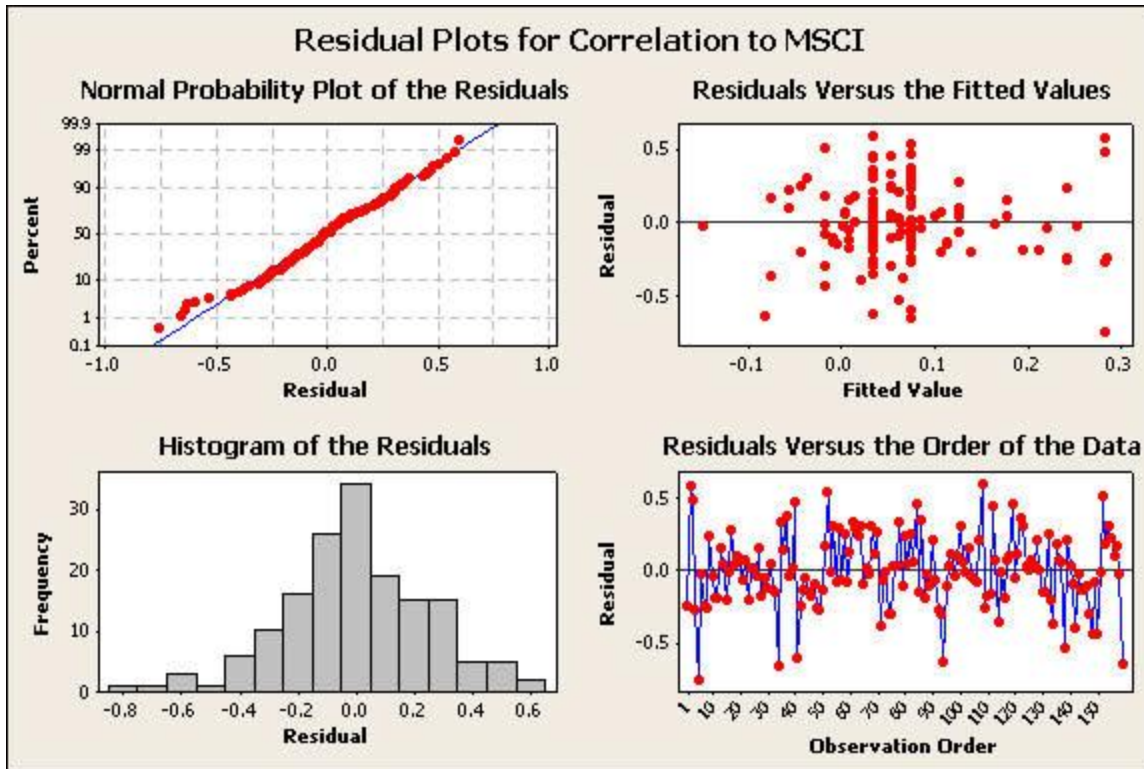 Residual Plots for Correlation to MSCI
Normal Probability Plot of the Residuals
99.9
99
90
50
10
1
0.1
Percent
-1.0 -0.5 0.0 0.5 1.0
Residual
Residuals Versus the Fitted Values
0.5
0.0
-0.5
Residual
-0.1 0.0 0.1 0.2 0.3
Fitted Value
Histogram of the Residuals
30
20
10
0
Frequency
-0.8 -0.6 -0.4 -0.2 0.0 0.2 0.4 0.6
Residual
Residuals Versus the Order of the Data
0.5
0.0
-0.5
Residual
1 10 20 30 40 50 60 70 80 90 100 110 120 130 140 150
Observation Order